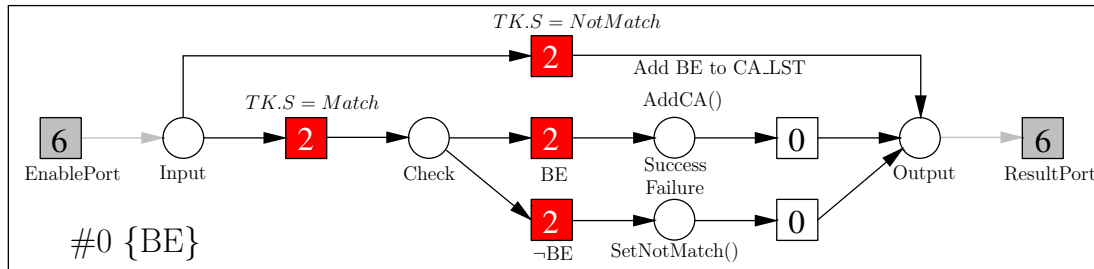 TK.S = NotMatch
2
Add BE to CA_LST
TK.S = Match
AddCA()
6
2
2
0
6
EnablePort
Input
Check
BE
Success
Output
ResultPort
Failure
2
0
#0 {BE}
¬BE
SetNotMatch()